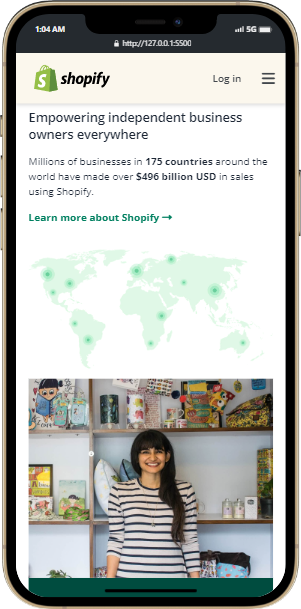 1:04 AM
5G
http://127.0.0.1:5500
shopify
Log in
Empowering independent business
owners everywhere
Millions of businesses in 175 countries around the
world have made over $496 billion USD in sales
using Shopify.
Learn more about Shopify →